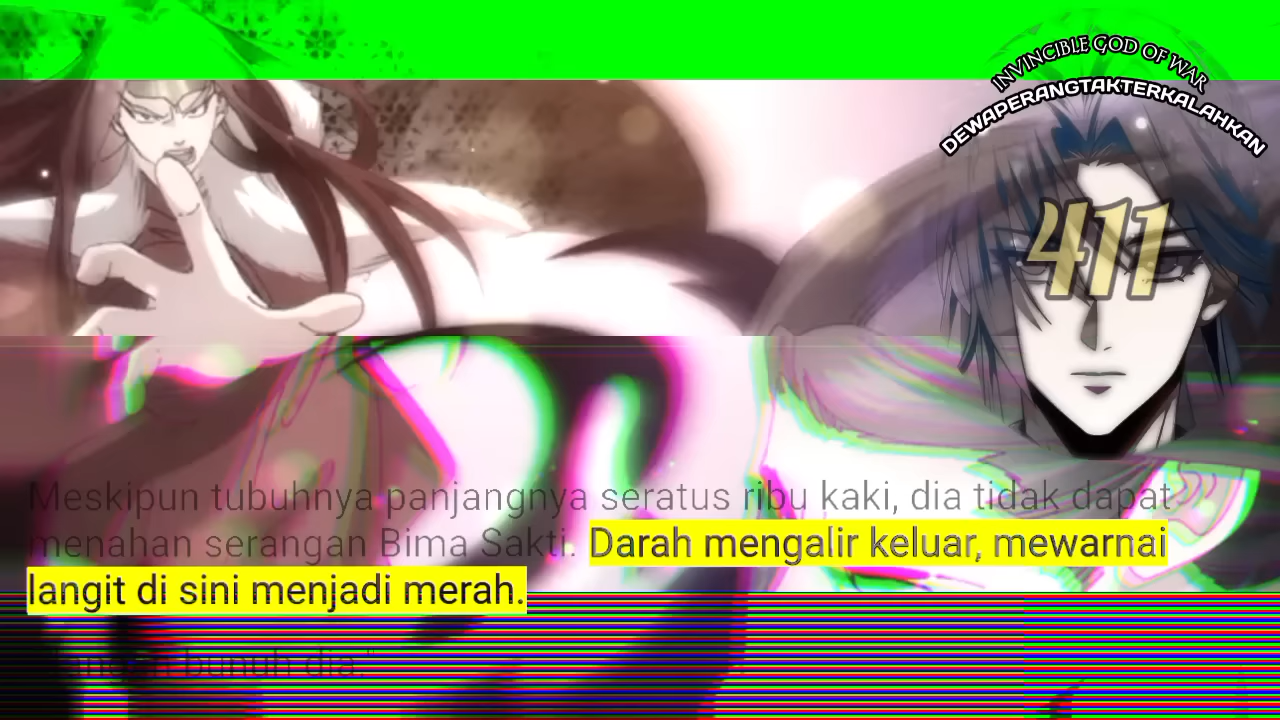 INVINCIBLE GOD OF WAR
DEWAPERANGTAKTERKALAHKAN
411
Meskipun tubuhnya panjangnya seratus ribu kaki, dia tidak dapat
menahan serangan Bima Sakti. Darah mengalir keluar, mewarnai
langit di sini menjadi merah.
bunuh dia."